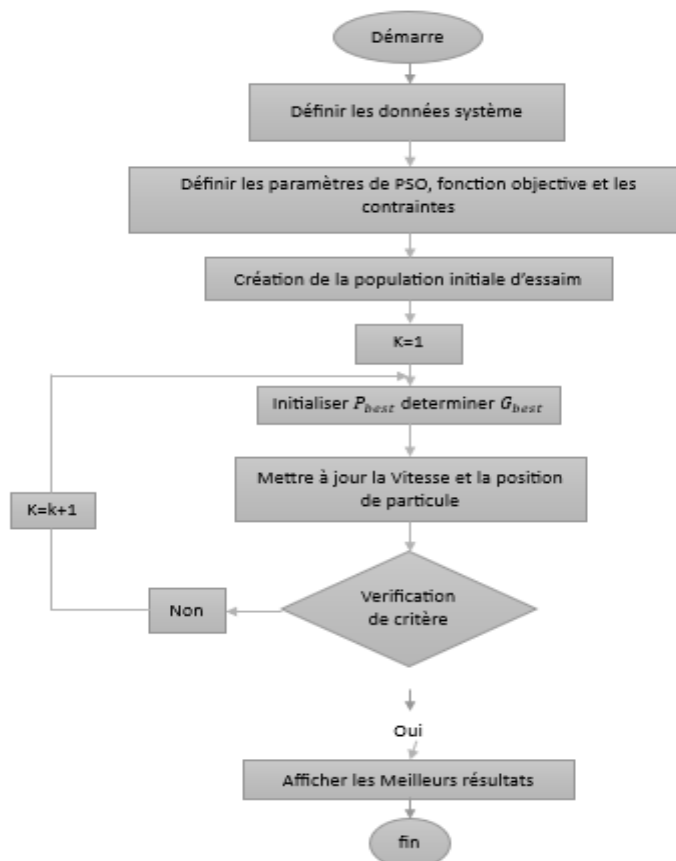 Démarre
Définir les données système
Définir les paramètres de PSO, fonction objective et les
contraintes
Création de la population initiale d'essaim
K=1
Initialiser P_best determiner G_best
Mettre à jour la Vitesse et la position
de particule
K=k+1
Verification
de critère
Non
Oui
Afficher les Meilleurs résultats
fin